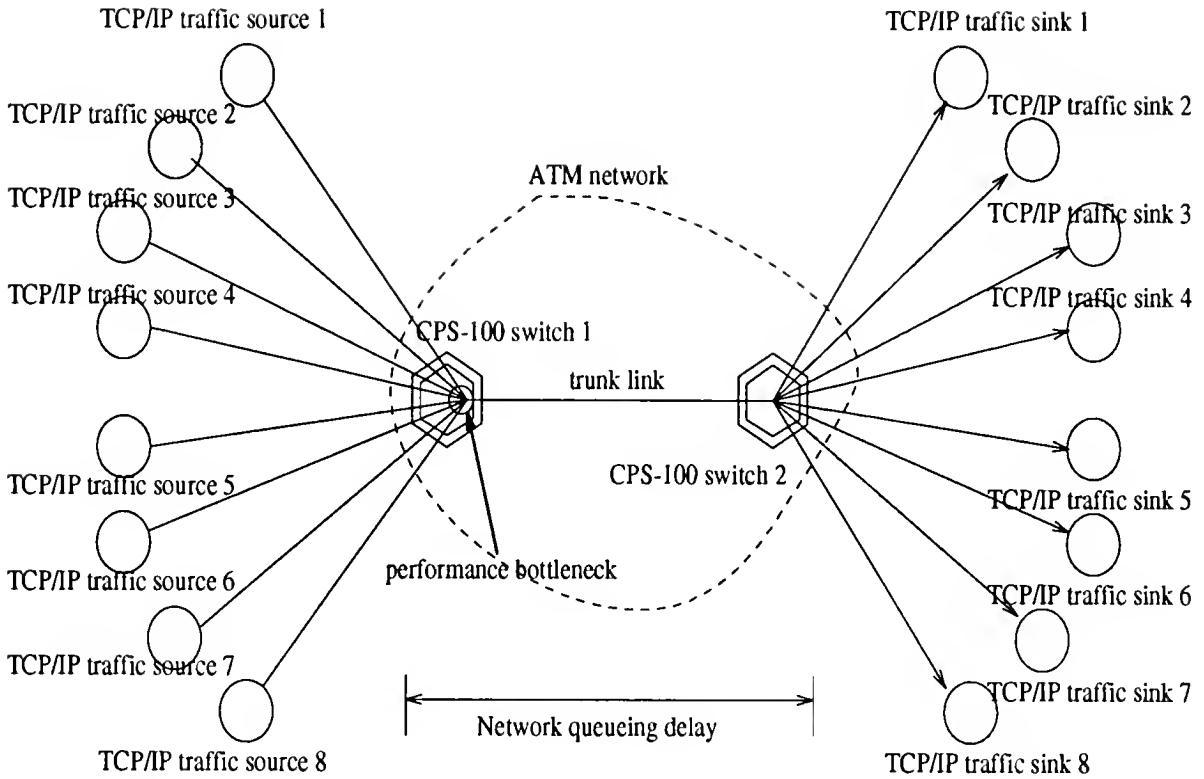 TCP/IP traffic source 1
TCP/IP traffic sink 1
TCP/IP traffic source 2
TCP/IP traffic sink 2
ATM network
TCP/IP traffic source 3
TCP/IP traffic sink 3
TCP/IP traffic source 4
TCP/IP traffic sink 4
CPS-100 switch 1
trunk link
CPS-100 switch 2
TCP/IP traffic source 5
TCP/IP traffic sink 5
performance bottleneck
TCP/IP traffic source 6
TCP/IP traffic sink 6
TCP/IP traffic source 7
TCP/IP traffic sink 7
Network queueing delay
TCP/IP traffic source 8
TCP/IP traffic sink 8